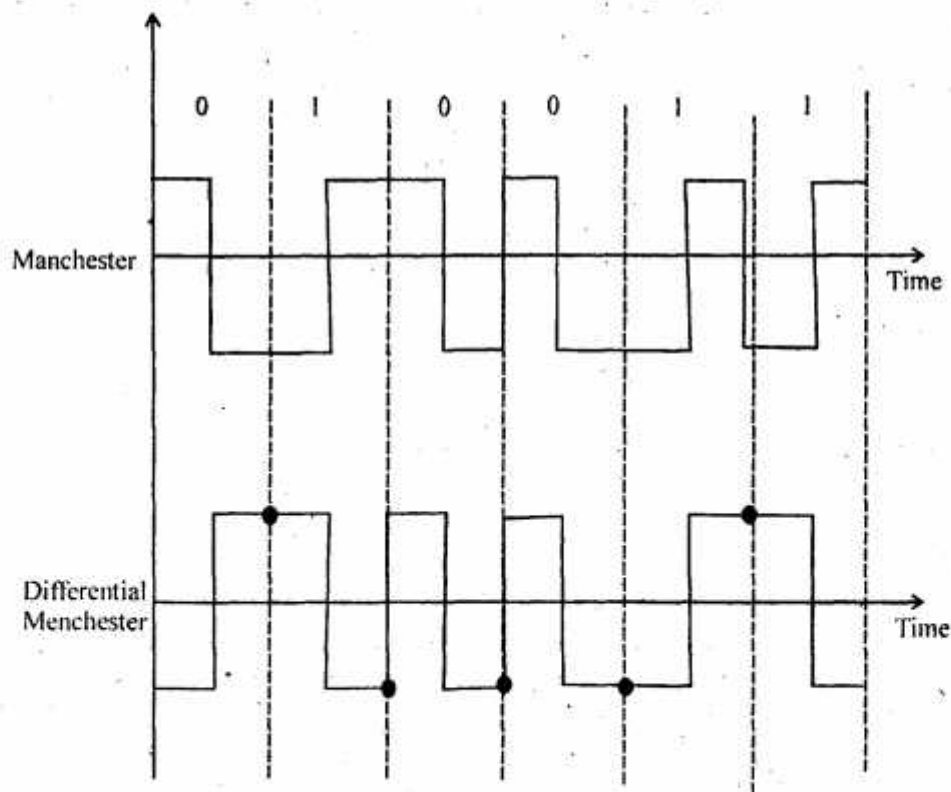 0 1 0 0 1 1
Manchester
Time
Differential
Menchester
Time